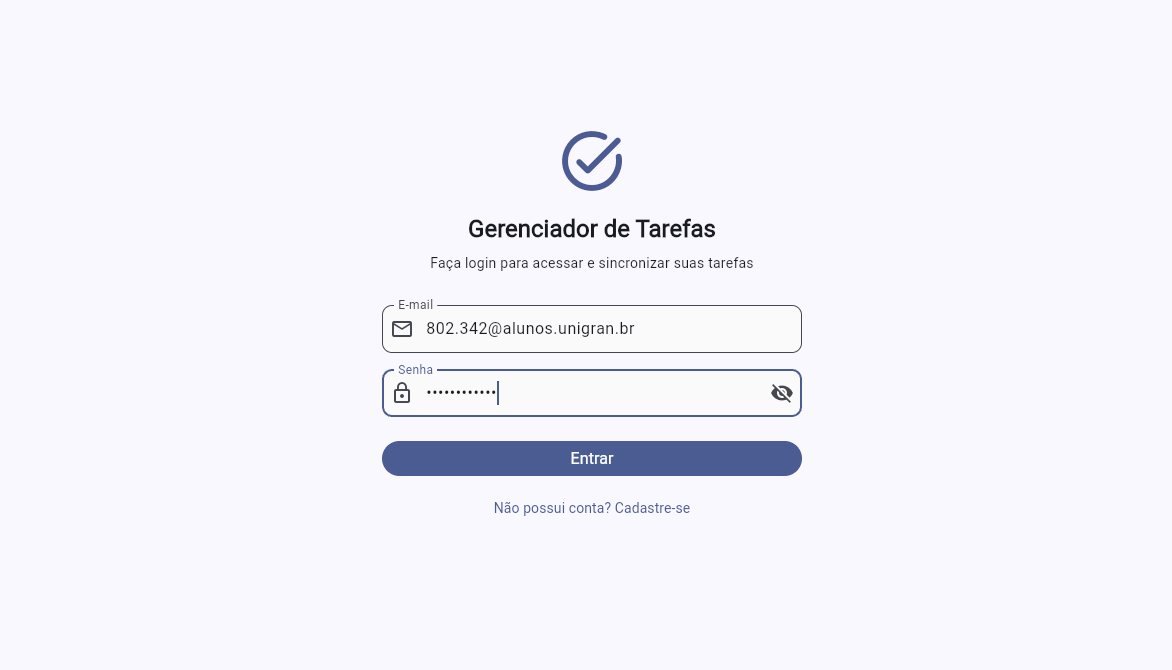 Gerenciador de Tarefas
Faça login para acessar e sincronizar suas tarefas
E-mail
802.342@alunos.unigran.br
Senha
••••••••••••
Entrar
Não possui conta? Cadastre-se